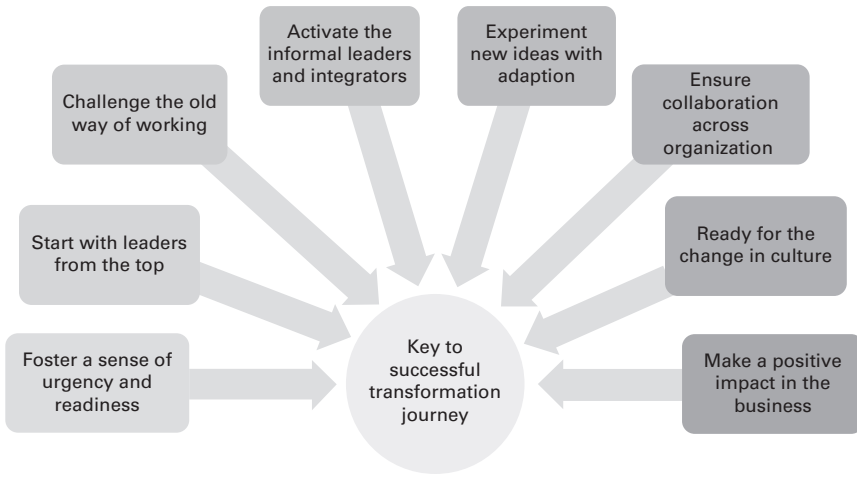 Foster a sense of
urgency and
readiness
Start with leaders
from the top
Challenge the old
way of working
Activate the
informal leaders
and integrators
Experiment
new ideas with
adaption
Ensure
collaboration
across
organization
Ready for the
change in culture
Make a positive
impact in the
business
Key to
successful
transformation
journey